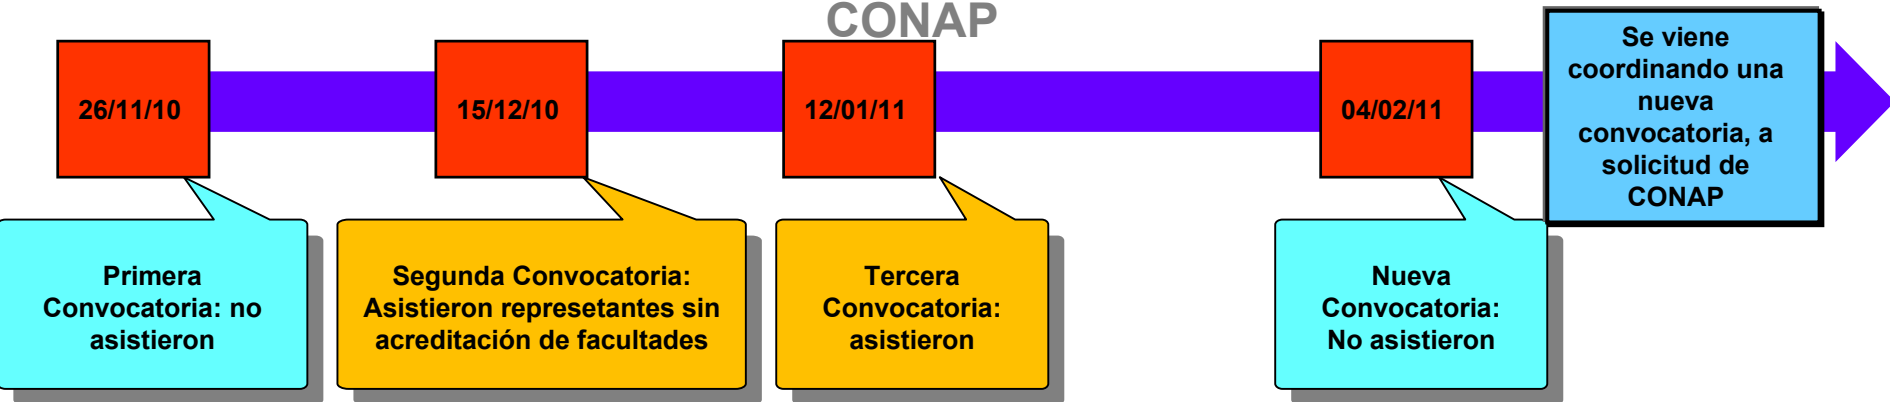 CONAP
26/11/10
15/12/10
12/01/11
04/02/11
Se viene
coordinando una
nueva
convocatoria, a
solicitud de
CONAP
Primera
Convocatoria: no
asistieron
Segunda Convocatoria:
Asistieron represetantes sin
acreditación de facultades
Tercera
Convocatoria:
asistieron
Nueva
Convocatoria:
No asistieron